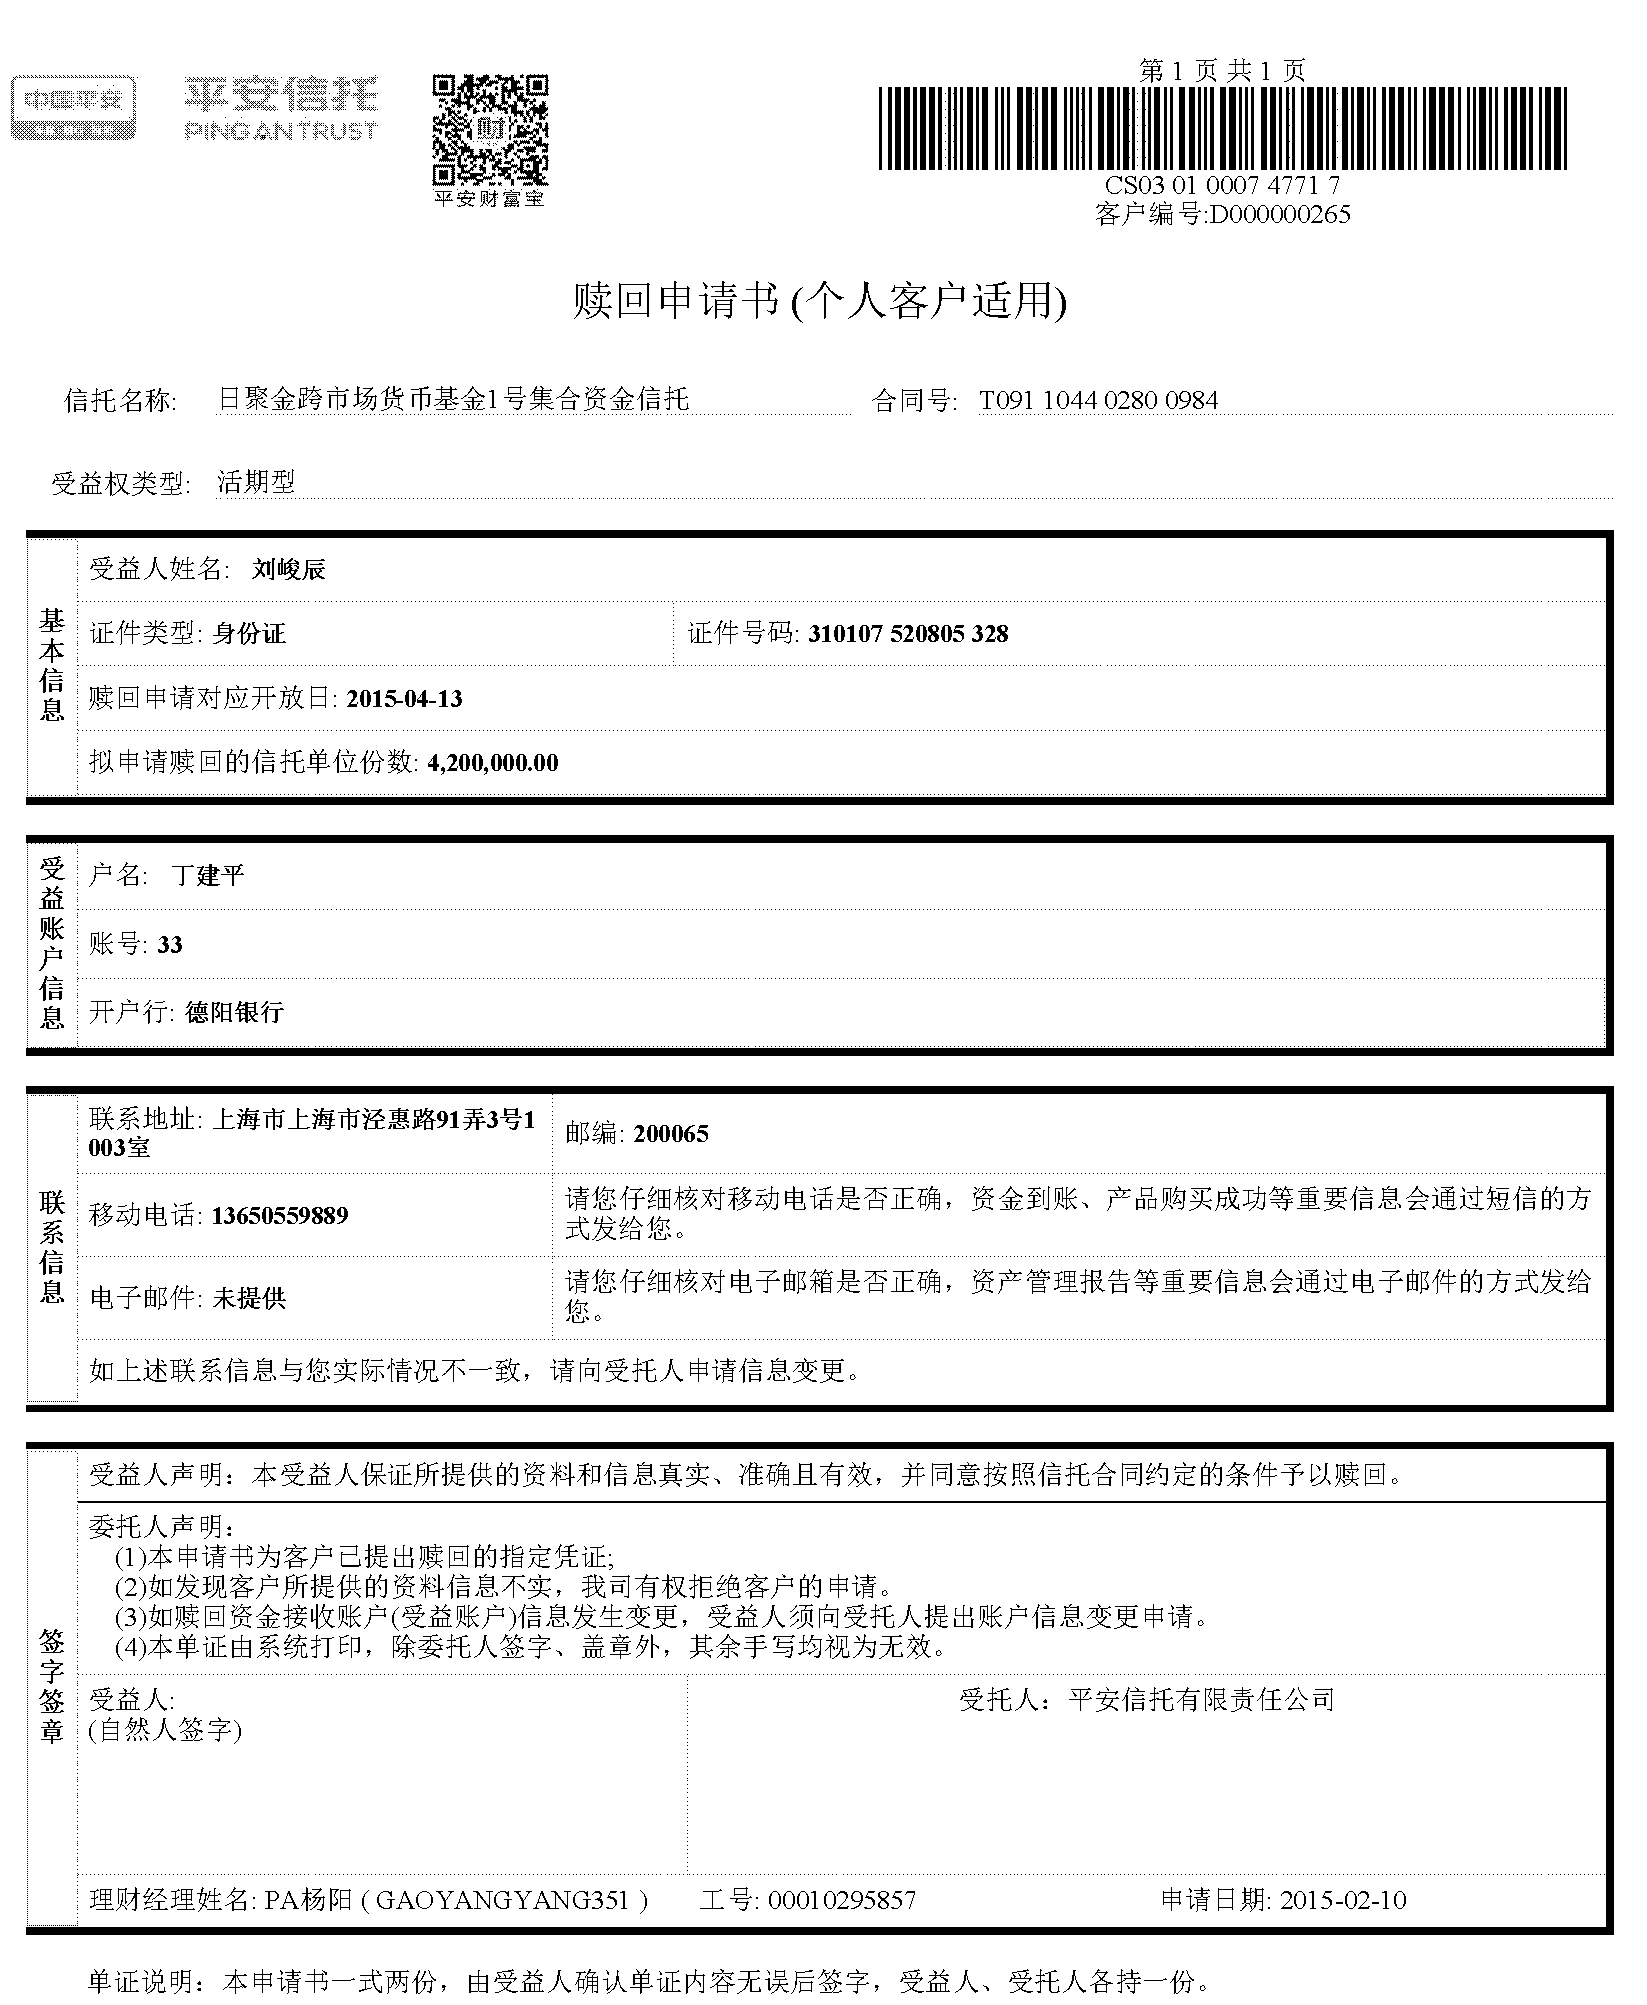 中国平安
平安信托
PING AN TRUST
财
平安财富宝
第 1 页 共 1 页
CS03 01 0007 4771 7
客户编号:D000000265
赎回申请书 (个人客户适用)
信托名称: 日聚金跨市场货币基金1号集合资金信托 合同号: T091 1044 0280 0984
受益权类型: 活期型
基本信息
受益人姓名: 刘峻辰
证件类型: 身份证 证件号码: 310107 520805 328
赎回申请对应开放日: 2015-04-13
拟申请赎回的信托单位份数: 4,200,000.00
受益账户信息
户名: 丁建平
账号: 33
开户行: 德阳银行
联系信息
联系地址: 上海市上海市泾惠路91弄3号1
003室
邮编: 200065
移动电话: 13650559889
请您仔细核对移动电话是否正确，资金到账、产品购买成功等重要信息会通过短信的方
式发给您。
电子邮件: 未提供
请您仔细核对电子邮箱是否正确，资产管理报告等重要信息会通过电子邮件的方式发给
您。
如上述联系信息与您实际情况不一致，请向受托人申请信息变更。
签字签章
受益人声明：本受益人保证所提供的资料和信息真实、准确且有效，并同意按照信托合同约定的条件予以赎回。
委托人声明：
(1)本申请书为客户已提出赎回的指定凭证;
(2)如发现客户所提供的资料信息不实，我司有权拒绝客户的申请。
(3)如赎回资金接收账户(受益账户)信息发生变更，受益人须向受托人提出账户信息变更申请。
(4)本单证由系统打印，除委托人签字、盖章外，其余手写均视为无效。
受益人:
(自然人签字)
受托人：平安信托有限责任公司
理财经理姓名: PA杨阳 ( GAOYANGYANG351 ) 工号: 00010295857 申请日期: 2015-02-10
单证说明：本申请书一式两份，由受益人确认单证内容无误后签字，受益人、受托人各持一份。